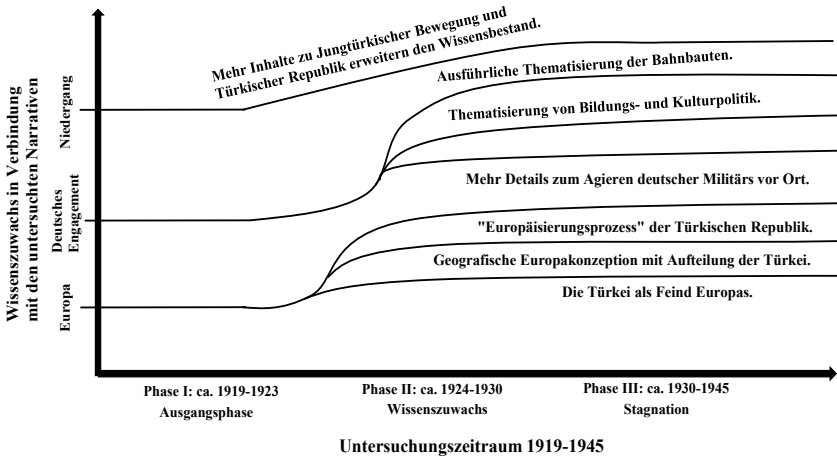 Wissenszuwachs in Verbindung
mit den untersuchten Narrativen
Niedergang
Deutsches
Engagement
Europa
Mehr Inhalte zu Jungtürkischer Bewegung und
Türkischer Republik erweitern den Wissensbestand.
Ausführliche Thematisierung der Bahnbauten.
Thematisierung von Bildungs- und Kulturpolitik.
Mehr Details zum Agieren deutscher Militärs vor Ort.
"Europäisierungsprozess" der Türkischen Republik.
Geografische Europakonzeption mit Aufteilung der Türkei.
Die Türkei als Feind Europas.
Phase I: ca. 1919-1923
Ausgangsphase
Phase II: ca. 1924-1930
Wissenszuwachs
Phase III: ca. 1930-1945
Stagnation
Untersuchungszeitraum 1919-1945